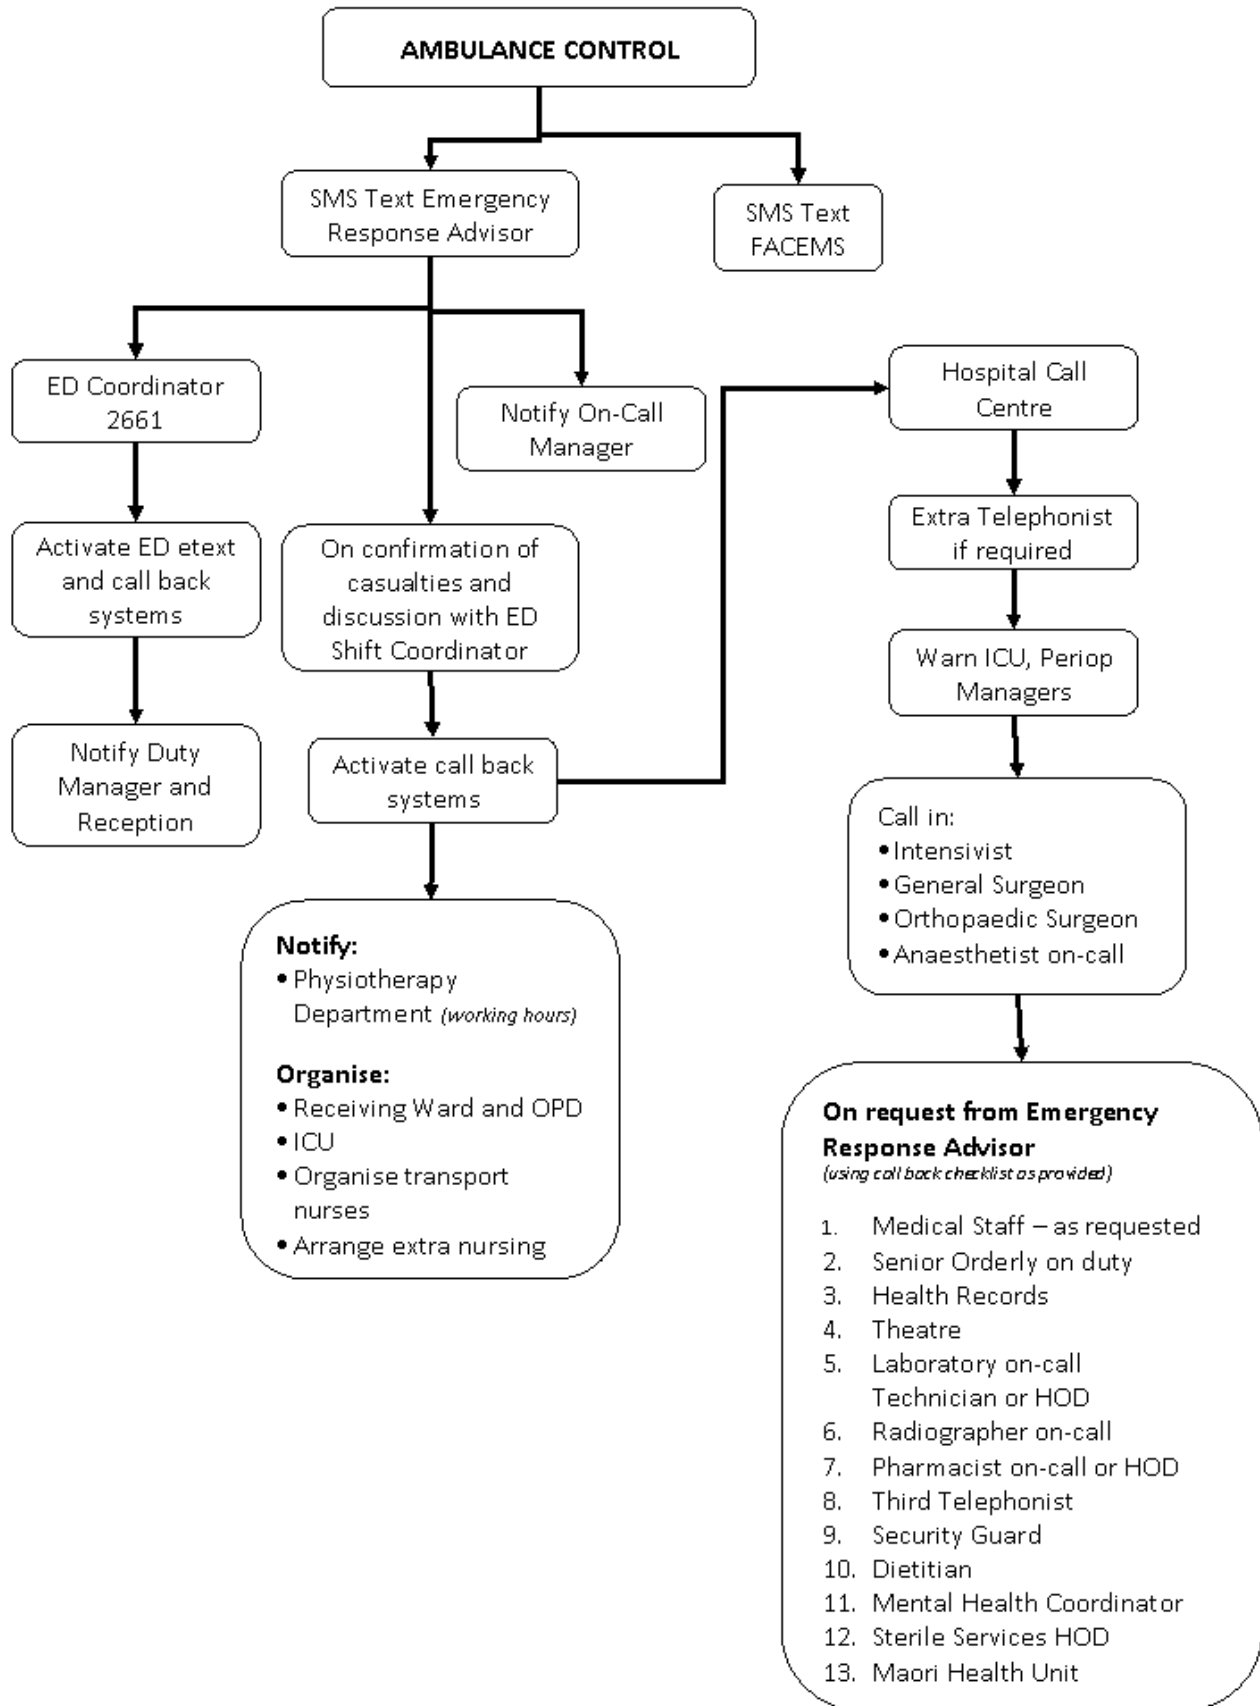 AMBULANCE CONTROL
SMS Text Emergency
Response Advisor
SMS Text
FACEMS
ED Coordinator
2661
Notify On-Call
Manager
Hospital Call
Centre
Activate ED etext
and call back
systems
On confirmation of
casualties and
discussion with ED
Shift Coordinator
Extra Telephonist
if required
Warn ICU, Periop
Managers
Notify Duty
Manager and
Reception
Activate call back
systems
Call in:
• Intensivist
• General Surgeon
• Orthopaedic Surgeon
• Anaesthetist on-call
Notify:
• Physiotherapy
Department (working hours)
Organise:
• Receiving Ward and OPD
• ICU
• Organise transport
nurses
• Arrange extra nursing
On request from Emergency
Response Advisor
(using call back checklist as provided)
1. Medical Staff – as requested
2. Senior Orderly on duty
3. Health Records
4. Theatre
5. Laboratory on-call
Technician or HOD
6. Radiographer on-call
7. Pharmacist on-call or HOD
8. Third Telephonist
9. Security Guard
10. Dietitian
11. Mental Health Coordinator
12. Sterile Services HOD
13. Maori Health Unit